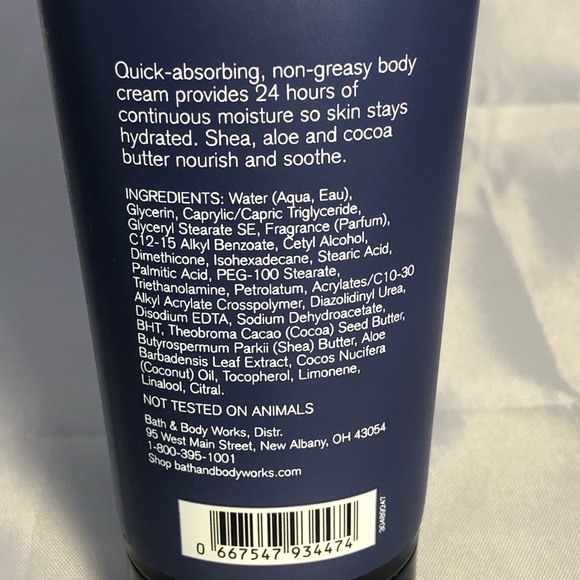 Quick-absorbing, non-greasy body
cream provides 24 hours of
continuous moisture so skin stays
hydrated. Shea, aloe and cocoa
butter nourish and soothe.
INGREDIENTS: Water (Aqua, Eau),
Glycerin, Caprylic/Capric Triglyceride,
Glyceryl Stearate SE, Fragrance (Parfum),
C12-15 Alkyl Benzoate, Cetyl Alcohol,
Dimethicone, Isohexadecane, Stearic Acid,
Palmitic Acid, PEG-100 Stearate,
Triethanolamine, Petrolatum, Acrylates/C10-30
Alkyl Acrylate Crosspolymer, Diazolidinyl Urea,
Disodium EDTA, Sodium Dehydroacetate,
BHT, Theobroma Cacao (Cocoa) Seed Butter,
Butyrospermum Parkii (Shea) Butter, Aloe
Barbadensis Leaf Extract, Cocos Nucifera
(Coconut) Oil, Tocopherol, Limonene,
Linalool, Citral.
NOT TESTED ON ANIMALS
Bath & Body Works, Distr.
95 West Main Street, New Albany, OH 43054
1-800-395-1001
Shop bathandbodyworks.com
0 667547 934474
30489247